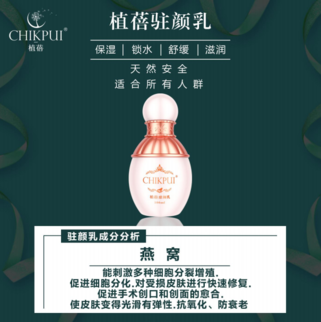 CHIKPUI®
植蓓
植蓓驻颜乳
保湿 | 锁水 | 舒缓 | 滋润
天然安全
适合所有人群
CHIKPUI®
驻颜乳成分分析
燕窝
能刺激多种细胞分裂增殖.
促进细胞分化.对受损皮肤进行快速修复.
促进手术创口和创面的愈合.
使皮肤变得光滑有弹性.抗氧化、防衰老